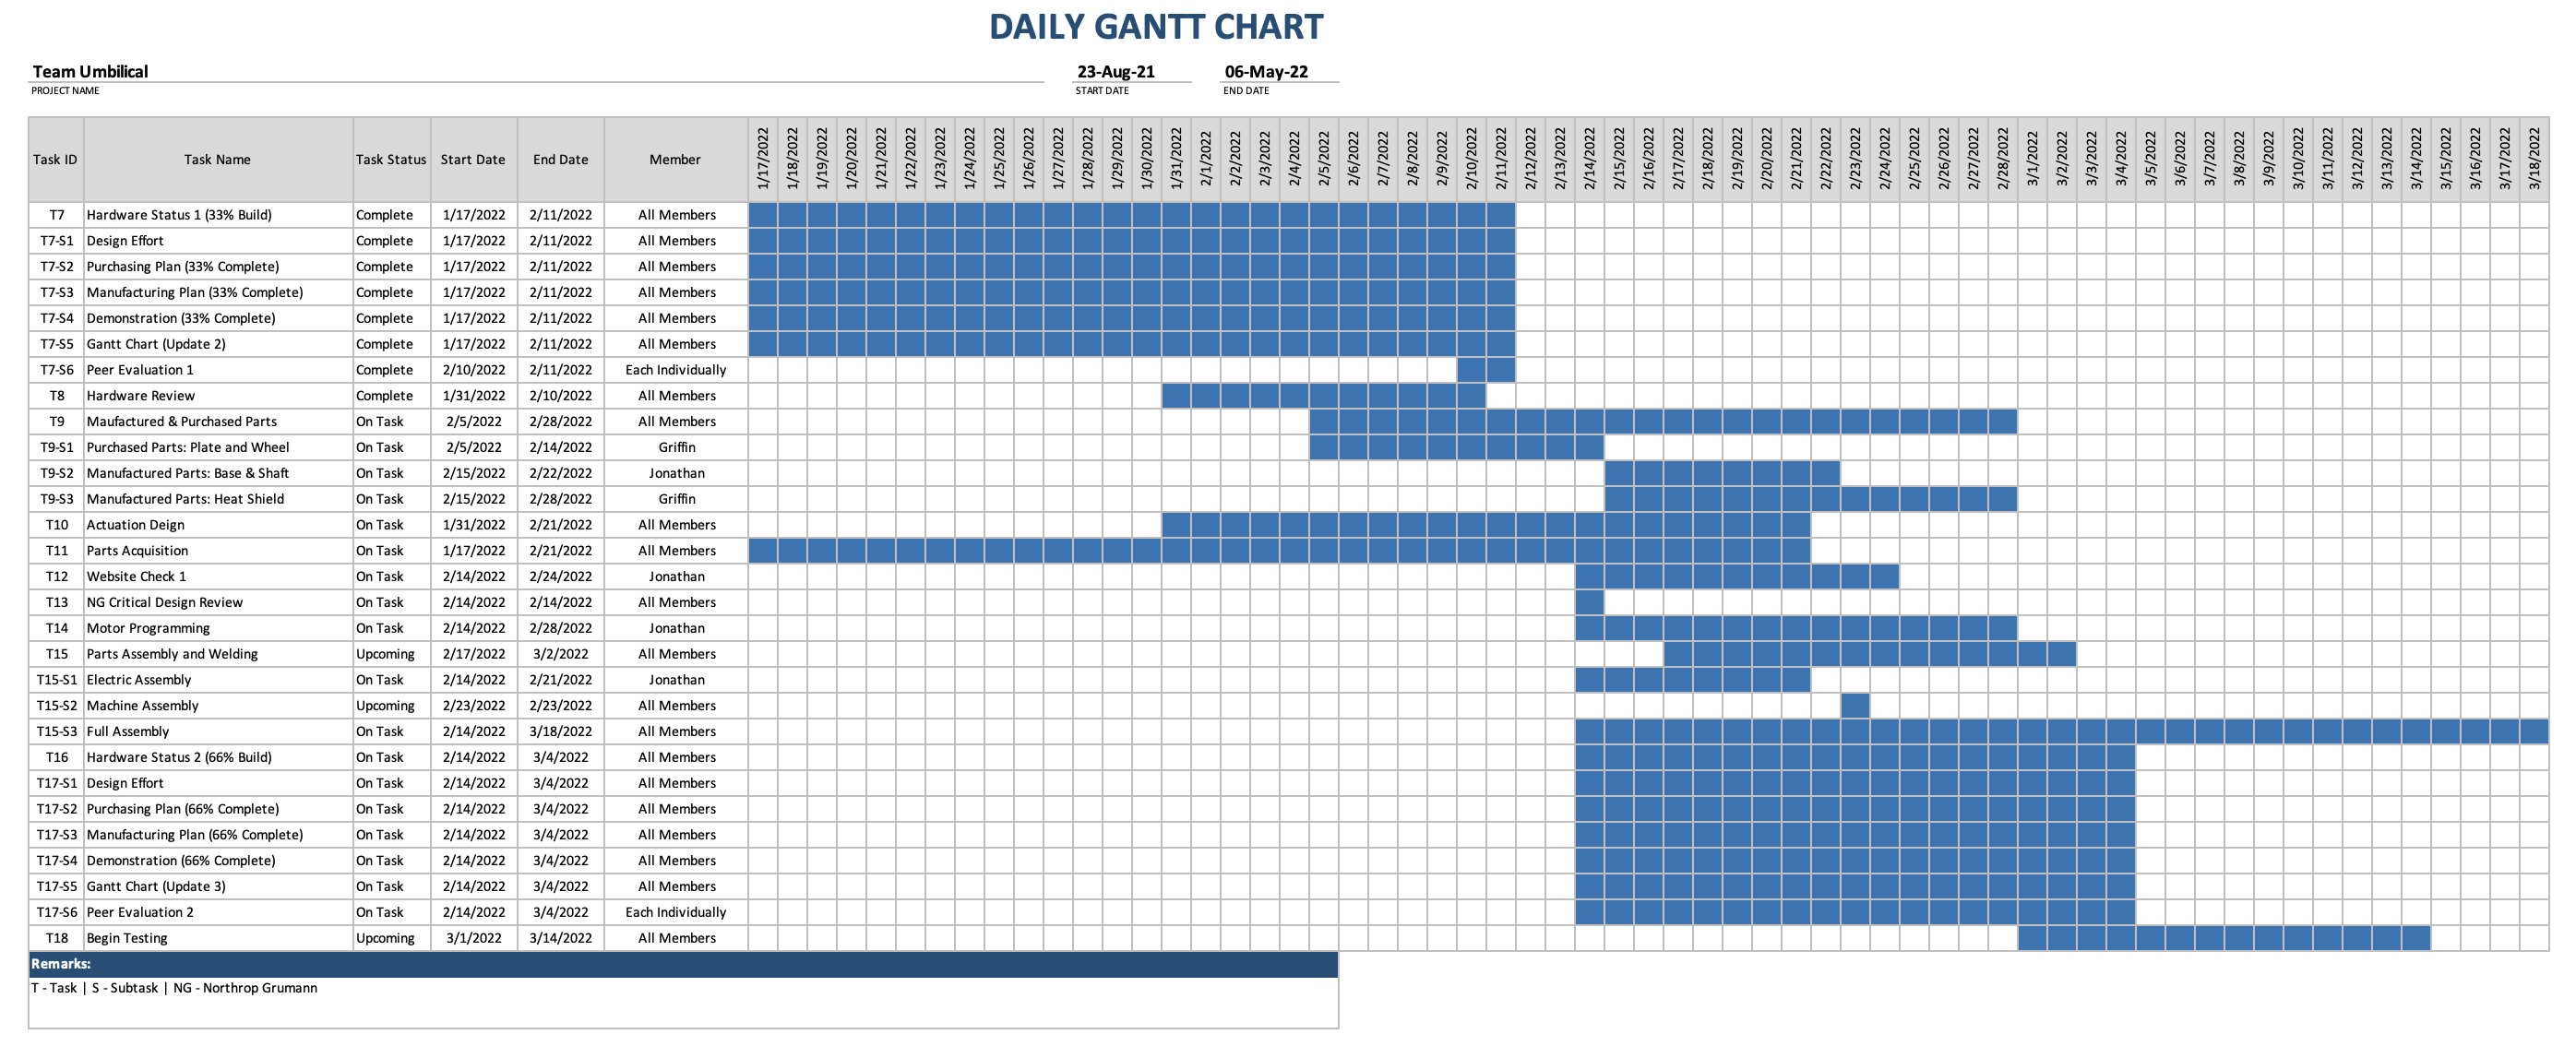 DAILY GANTT CHART
Team Umbilical 23-Aug-21 06-May-22
PROJECT NAME START DATE END DATE
Task ID Task Name Task Status Start Date End Date Member 1/17/2022 1/18/2022 1/19/2022 1/20/2022 1/21/2022 1/22/2022 1/23/2022 1/24/2022 1/25/2022 1/26/2022 1/27/2022 1/28/2022 1/29/2022 1/30/2022 1/31/2022 2/1/2022 2/2/2022 2/3/2022 2/4/2022 2/5/2022 2/6/2022 2/7/2022 2/8/2022 2/9/2022 2/10/2022 2/11/2022 2/12/2022 2/13/2022 2/14/2022 2/15/2022 2/16/2022 2/17/2022 2/18/2022 2/19/2022 2/20/2022 2/21/2022 2/22/2022 2/23/2022 2/24/2022 2/25/2022 2/26/2022 2/27/2022 2/28/2022 3/1/2022 3/2/2022 3/3/2022 3/4/2022 3/5/2022 3/6/2022 3/7/2022 3/8/2022 3/9/2022 3/10/2022 3/11/2022 3/12/2022 3/13/2022 3/14/2022 3/15/2022 3/16/2022 3/17/2022 3/18/2022
T7 Hardware Status 1 (33% Build) Complete 1/17/2022 2/11/2022 All Members
T7-S1 Design Effort Complete 1/17/2022 2/11/2022 All Members
T7-S2 Purchasing Plan (33% Complete) Complete 1/17/2022 2/11/2022 All Members
T7-S3 Manufacturing Plan (33% Complete) Complete 1/17/2022 2/11/2022 All Members
T7-S4 Demonstration (33% Complete) Complete 1/17/2022 2/11/2022 All Members
T7-S5 Gantt Chart (Update 2) Complete 1/17/2022 2/11/2022 All Members
T7-S6 Peer Evaluation 1 Complete 2/10/2022 2/11/2022 Each Individually
T8 Hardware Review Complete 1/31/2022 2/10/2022 All Members
T9 Maufactured & Purchased Parts On Task 2/5/2022 2/28/2022 All Members
T9-S1 Purchased Parts: Plate and Wheel On Task 2/5/2022 2/14/2022 Griffin
T9-S2 Manufactured Parts: Base & Shaft On Task 2/15/2022 2/22/2022 Jonathan
T9-S3 Manufactured Parts: Heat Shield On Task 2/15/2022 2/28/2022 Griffin
T10 Actuation Deign On Task 1/31/2022 2/21/2022 All Members
T11 Parts Acquisition On Task 1/17/2022 2/21/2022 All Members
T12 Website Check 1 On Task 2/14/2022 2/24/2022 Jonathan
T13 NG Critical Design Review On Task 2/14/2022 2/14/2022 All Members
T14 Motor Programming On Task 2/14/2022 2/28/2022 Jonathan
T15 Parts Assembly and Welding Upcoming 2/17/2022 3/2/2022 All Members
T15-S1 Electric Assembly On Task 2/14/2022 2/21/2022 Jonathan
T15-S2 Machine Assembly Upcoming 2/23/2022 2/23/2022 All Members
T15-S3 Full Assembly On Task 2/14/2022 3/18/2022 All Members
T16 Hardware Status 2 (66% Build) On Task 2/14/2022 3/4/2022 All Members
T17-S1 Design Effort On Task 2/14/2022 3/4/2022 All Members
T17-S2 Purchasing Plan (66% Complete) On Task 2/14/2022 3/4/2022 All Members
T17-S3 Manufacturing Plan (66% Complete) On Task 2/14/2022 3/4/2022 All Members
T17-S4 Demonstration (66% Complete) On Task 2/14/2022 3/4/2022 All Members
T17-S5 Gantt Chart (Update 3) On Task 2/14/2022 3/4/2022 All Members
T17-S6 Peer Evaluation 2 On Task 2/14/2022 3/4/2022 Each Individually
T18 Begin Testing Upcoming 3/1/2022 3/14/2022 All Members
Remarks:
T - Task | S - Subtask | NG - Northrop Grumann